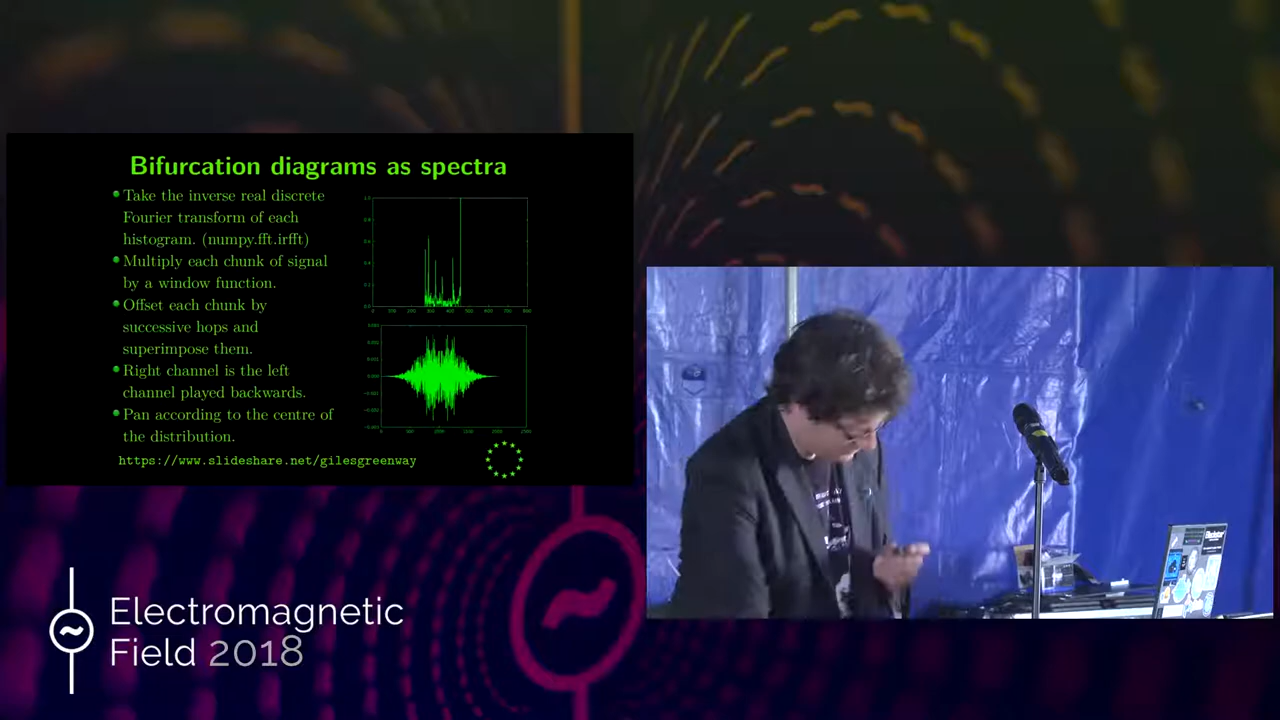 Bifurcation diagrams as spectra
Take the inverse real discrete
Fourier transform of each
histogram. (numpy.fft.irfft)
Multiply each chunk of signal
by a window function.
Offset each chunk by
successive hops and
superimpose them.
Right channel is the left
channel played backwards.
Pan according to the centre of
the distribution.
https://www.slideshare.net/gilesgreenway
Electromagnetic
Field 2018